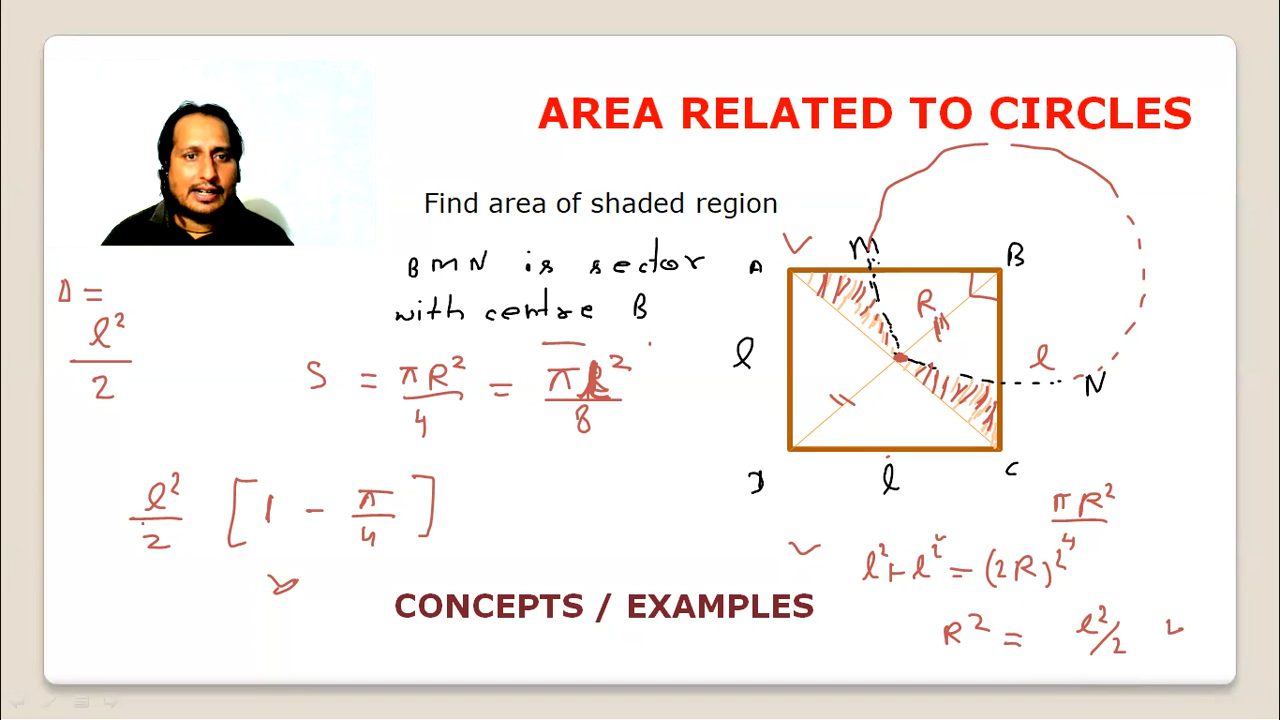 AREA RELATED TO CIRCLES
Find area of shaded region
BMN is sector
with centre B
A
M
B
R
l
l
N
D
l
C
Δ =
l²/2
S = πR²/4 = πl²/8
l²/2 [1 - π/4]
πR²/4
l² + l² = (2R)²
R² = l²/2
CONCEPTS / EXAMPLES